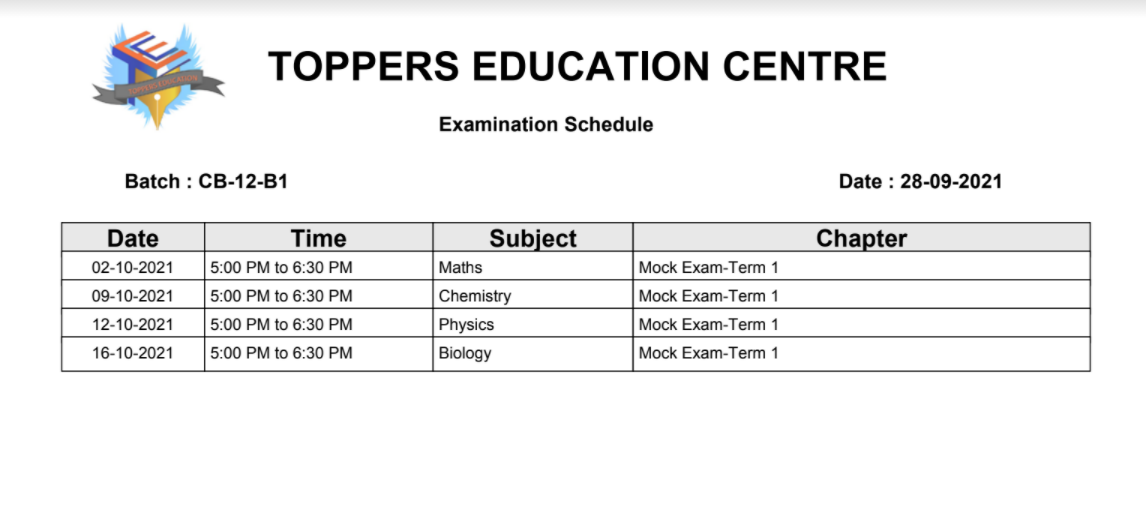 TOPPERS EDUCATION
TOPPERS EDUCATION CENTRE
Examination Schedule
Batch : CB-12-B1 Date : 28-09-2021
Date Time Subject Chapter
02-10-2021 5:00 PM to 6:30 PM Maths Mock Exam-Term 1
09-10-2021 5:00 PM to 6:30 PM Chemistry Mock Exam-Term 1
12-10-2021 5:00 PM to 6:30 PM Physics Mock Exam-Term 1
16-10-2021 5:00 PM to 6:30 PM Biology Mock Exam-Term 1